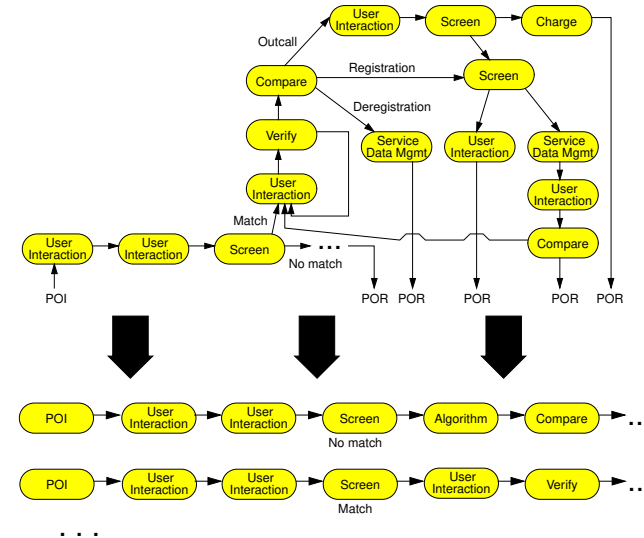 User
Interaction
Screen
Charge
Outcall
Compare
Registration
Screen
Deregistration
Verify
Service
Data Mgmt
User
Interaction
Service
Data Mgmt
User
Interaction
User
Interaction
Match
User
Interaction
User
Interaction
Screen
...
No match
Compare
POI
POR
POR
POR
POR
POR
POI
User
Interaction
User
Interaction
Screen
Algorithm
Compare
...
No match
POI
User
Interaction
User
Interaction
Screen
User
Interaction
Verify
...
Match
...